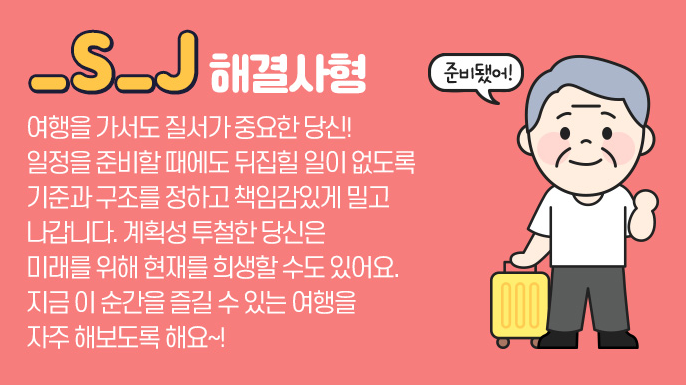 _S_J 해결사형
준비됐어!
여행을 가서도 질서가 중요한 당신!
일정을 준비할 때에도 뒤집힐 일이 없도록
기준과 구조를 정하고 책임감있게 밀고
나갑니다. 계획성 투철한 당신은
미래를 위해 현재를 희생할 수도 있어요.
지금 이 순간을 즐길 수 있는 여행을
자주 해보도록 해요~!